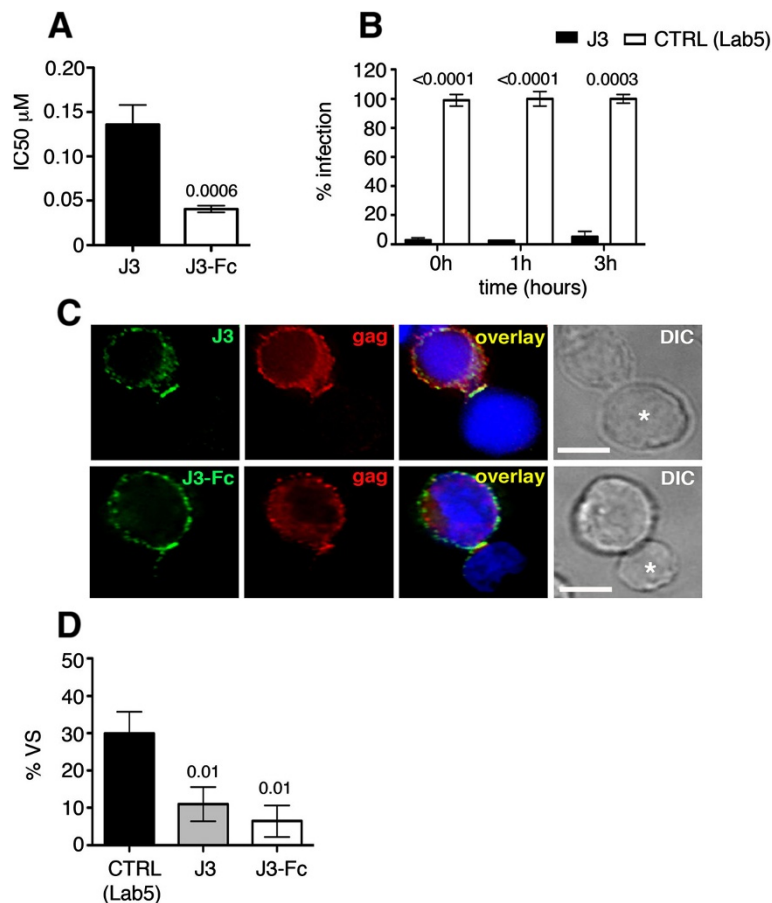 A
IC50 µM
0.20
0.15
0.10
0.05
0
0.0006
J3
J3-Fc
B
J3
CTRL (Lab5)
% infection
120
100
80
60
40
20
0
<0.0001
<0.0001
0.0003
0h
1h
3h
time (hours)
C
J3
gag
overlay
DIC
*
J3-Fc
gag
overlay
DIC
*
D
% VS
50
40
30
20
10
0
0.01
0.01
CTRL
(Lab5)
J3
J3-Fc